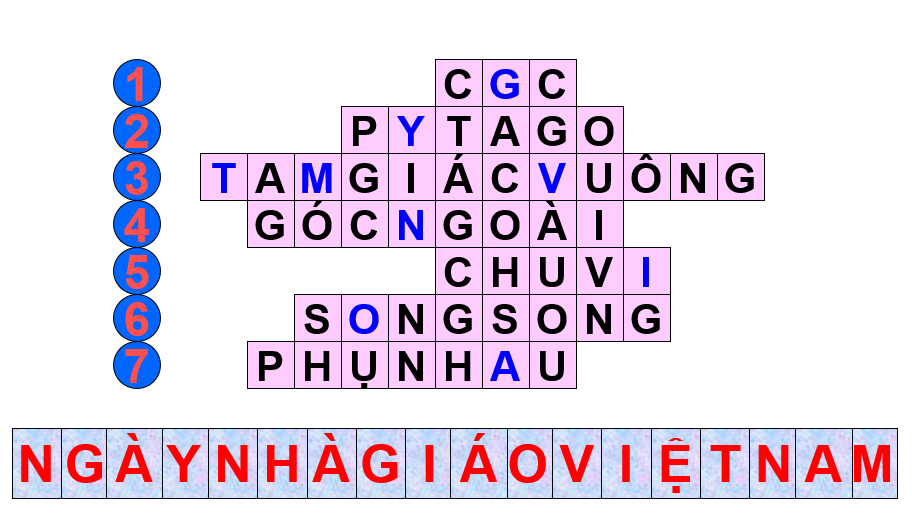 1 CGC
2 PYTAGO
3 TAMGIÁCVUÔNG
4 GÓCNGOÀI
5 CHUVI
6 SONGSONG
7 PHỤNHAU
NGÀYNHÀGIÁOVIỆTNAM